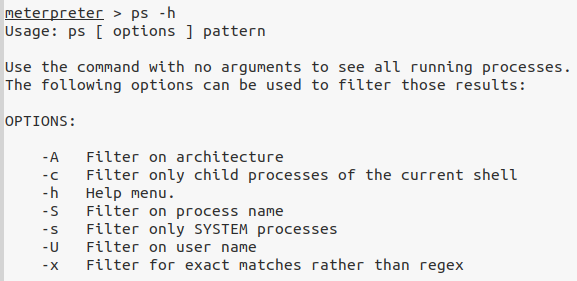 meterpreter > ps -h
Usage: ps [ options ] pattern

Use the command with no arguments to see all running processes.
The following options can be used to filter those results:

OPTIONS:

    -A   Filter on architecture
    -c   Filter only child processes of the current shell
    -h   Help menu.
    -S   Filter on process name
    -s   Filter only SYSTEM processes
    -U   Filter on user name
    -x   Filter for exact matches rather than regex